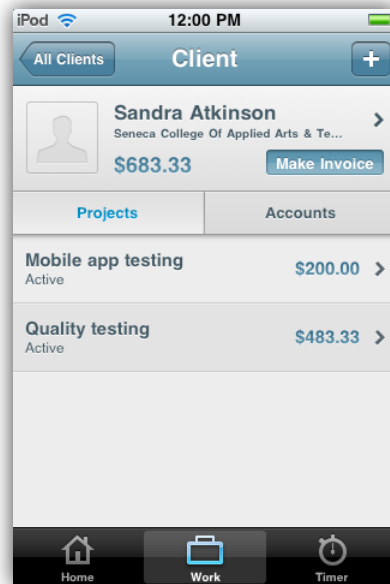 iPod 12:00 PM
All Clients Client +
Sandra Atkinson
Seneca College Of Applied Arts & Te...
$683.33 Make Invoice
Projects Accounts
Mobile app testing
Active
$200.00
Quality testing
Active
$483.33
Home Work Timer